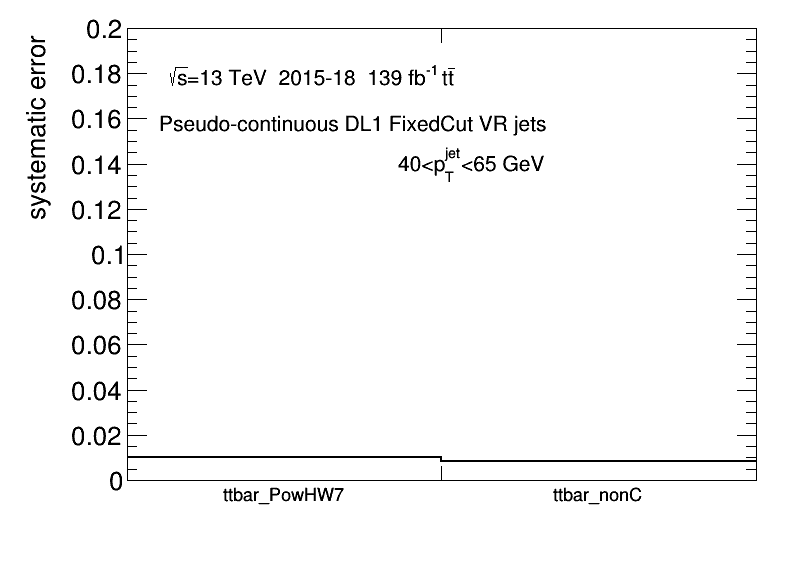 systematic error
0.2
0.18
0.16
0.14
0.12
0.1
0.08
0.06
0.04
0.02
0
√s=13 TeV 2015-18 139 fb⁻¹ tt̄
Pseudo-continuous DL1 FixedCut VR jets
40<p_T^jet<65 GeV
ttbar_PowHW7
ttbar_nonC